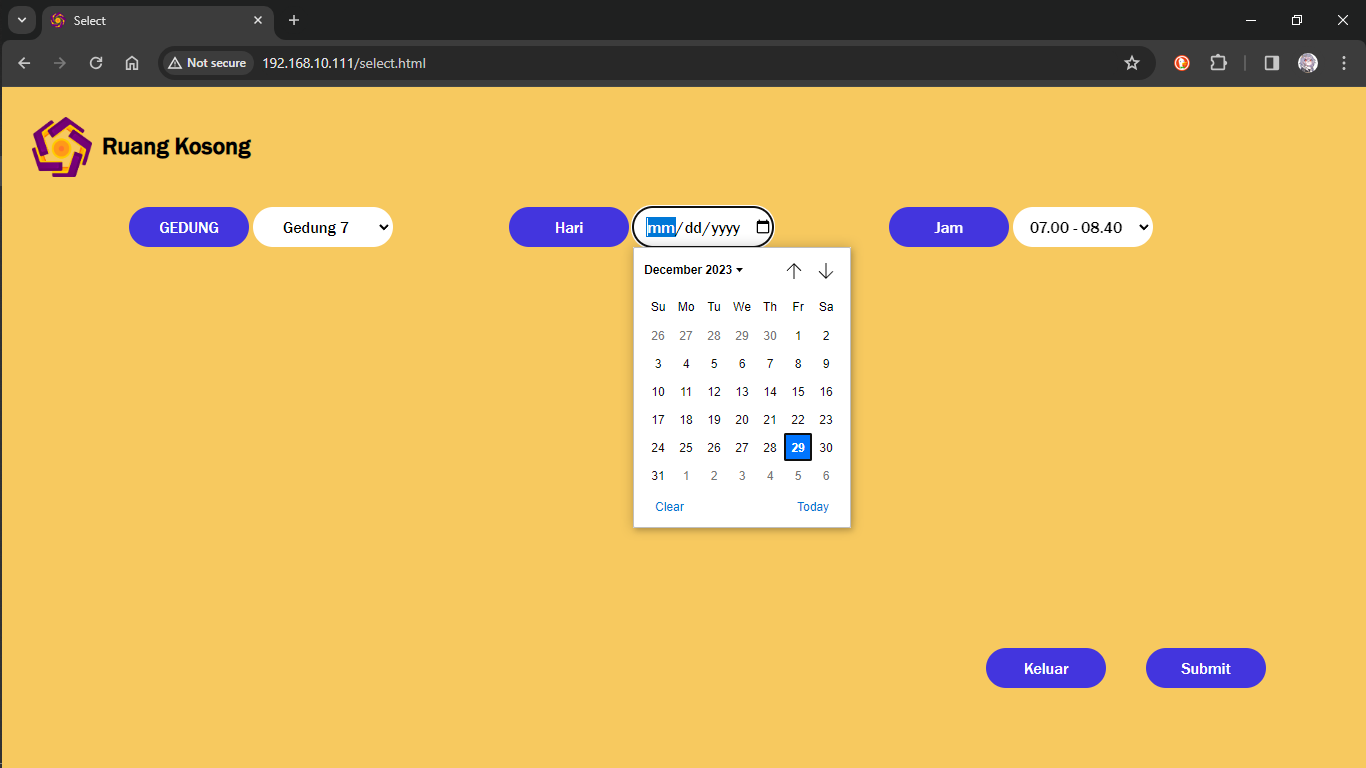 Select
Not secure 192.168.10.111/select.html
Ruang Kosong
GEDUNG Gedung 7 Hari mm/dd/yyyy Jam 07.00 - 08.40
December 2023
Su Mo Tu We Th Fr Sa
26 27 28 29 30 1 2
3 4 5 6 7 8 9
10 11 12 13 14 15 16
17 18 19 20 21 22 23
24 25 26 27 28 29 30
31 1 2 3 4 5 6
Clear Today
Keluar Submit